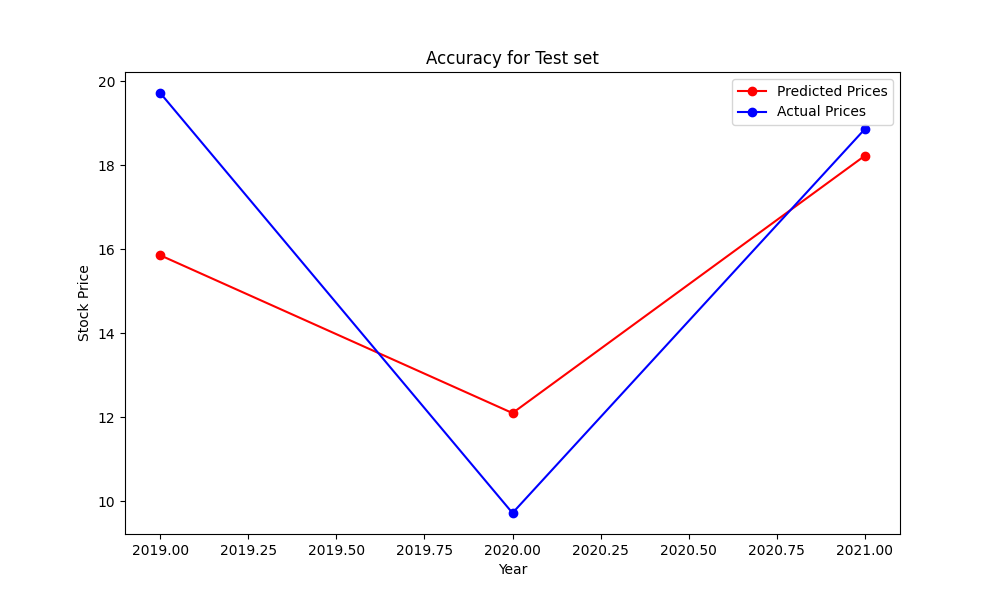 Accuracy for Test set
Predicted Prices
Actual Prices
Stock Price
20
18
16
14
12
10
2019.00 2019.25 2019.50 2019.75 2020.00 2020.25 2020.50 2020.75 2021.00
Year